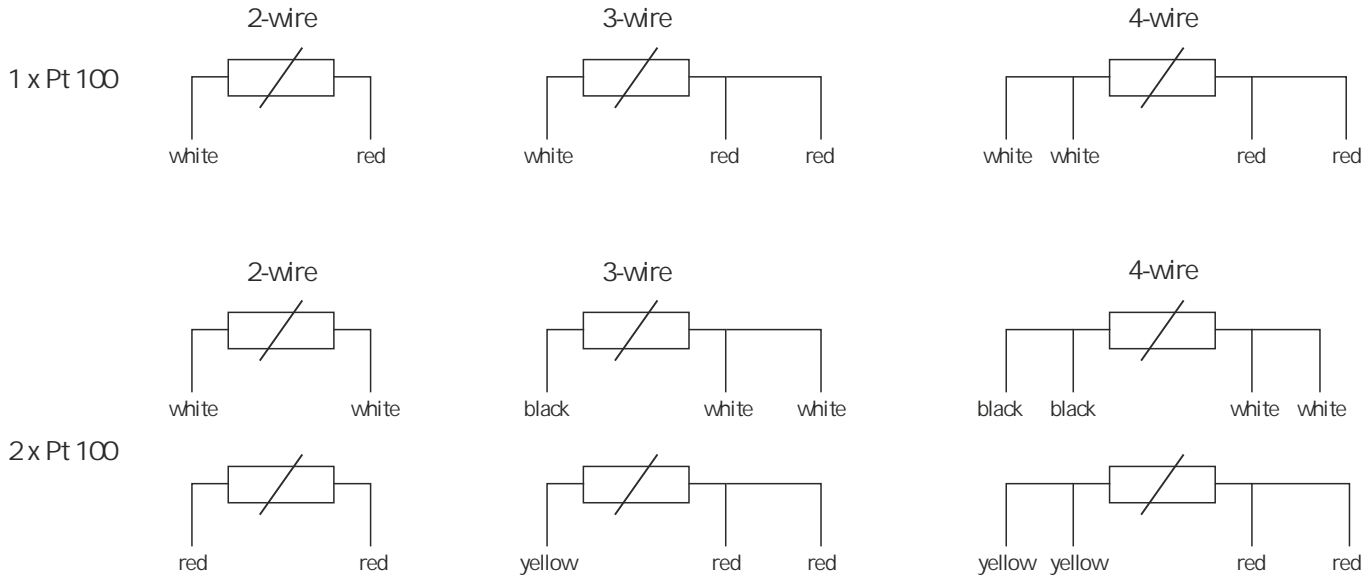 2-wire 3-wire 4-wire
1 x Pt 100
white red white red red white white red red
2-wire 3-wire 4-wire
white white black white white black black white white
2 x Pt 100
red red yellow red red yellow yellow red red